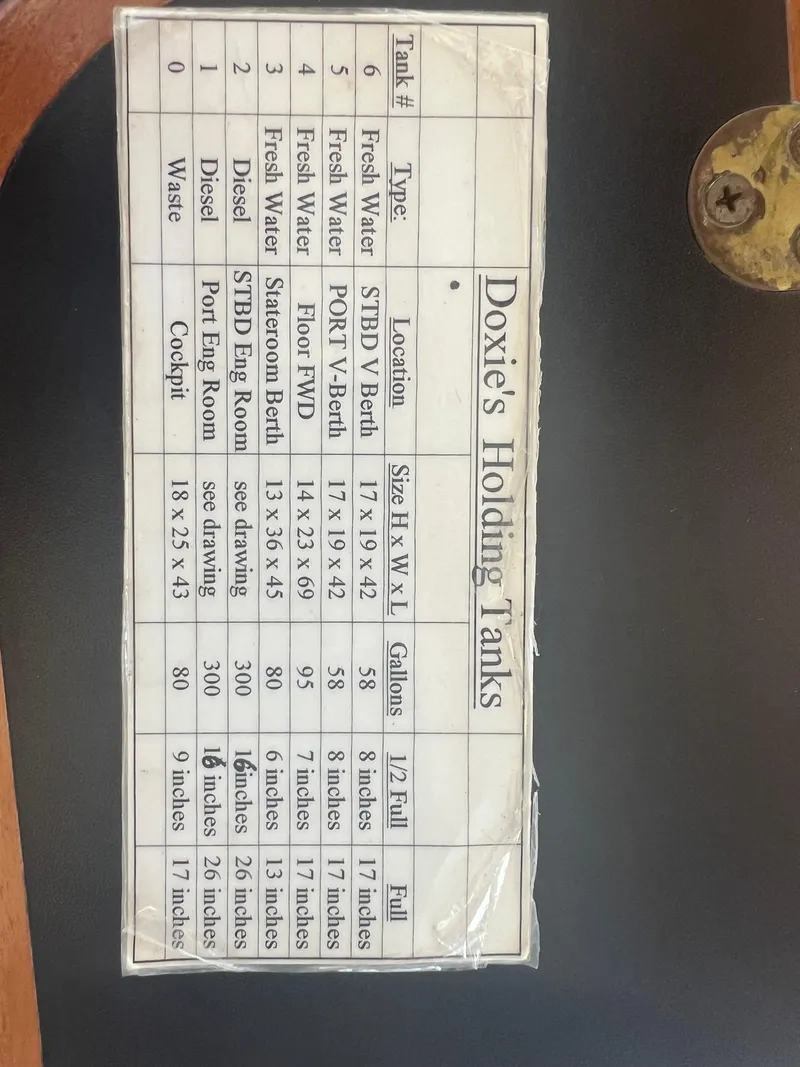 Doxie's Holding Tanks
Tank # Type: Location Size H x W x L Gallons 1/2 Full Full
6 Fresh Water STBD V Berth 17 x 19 x 42 58 8 inches 17 inches
5 Fresh Water PORT V-Berth 17 x 19 x 42 58 8 inches 17 inches
4 Fresh Water Floor FWD 14 x 23 x 69 95 7 inches 17 inches
3 Fresh Water Stateroom Berth 13 x 36 x 45 80 6 inches 13 inches
2 Diesel STBD Eng Room see drawing 300 16 inches 26 inches
1 Diesel Port Eng Room see drawing 300 16 inches 26 inches
0 Waste Cockpit 18 x 25 x 43 80 9 inches 17 inches